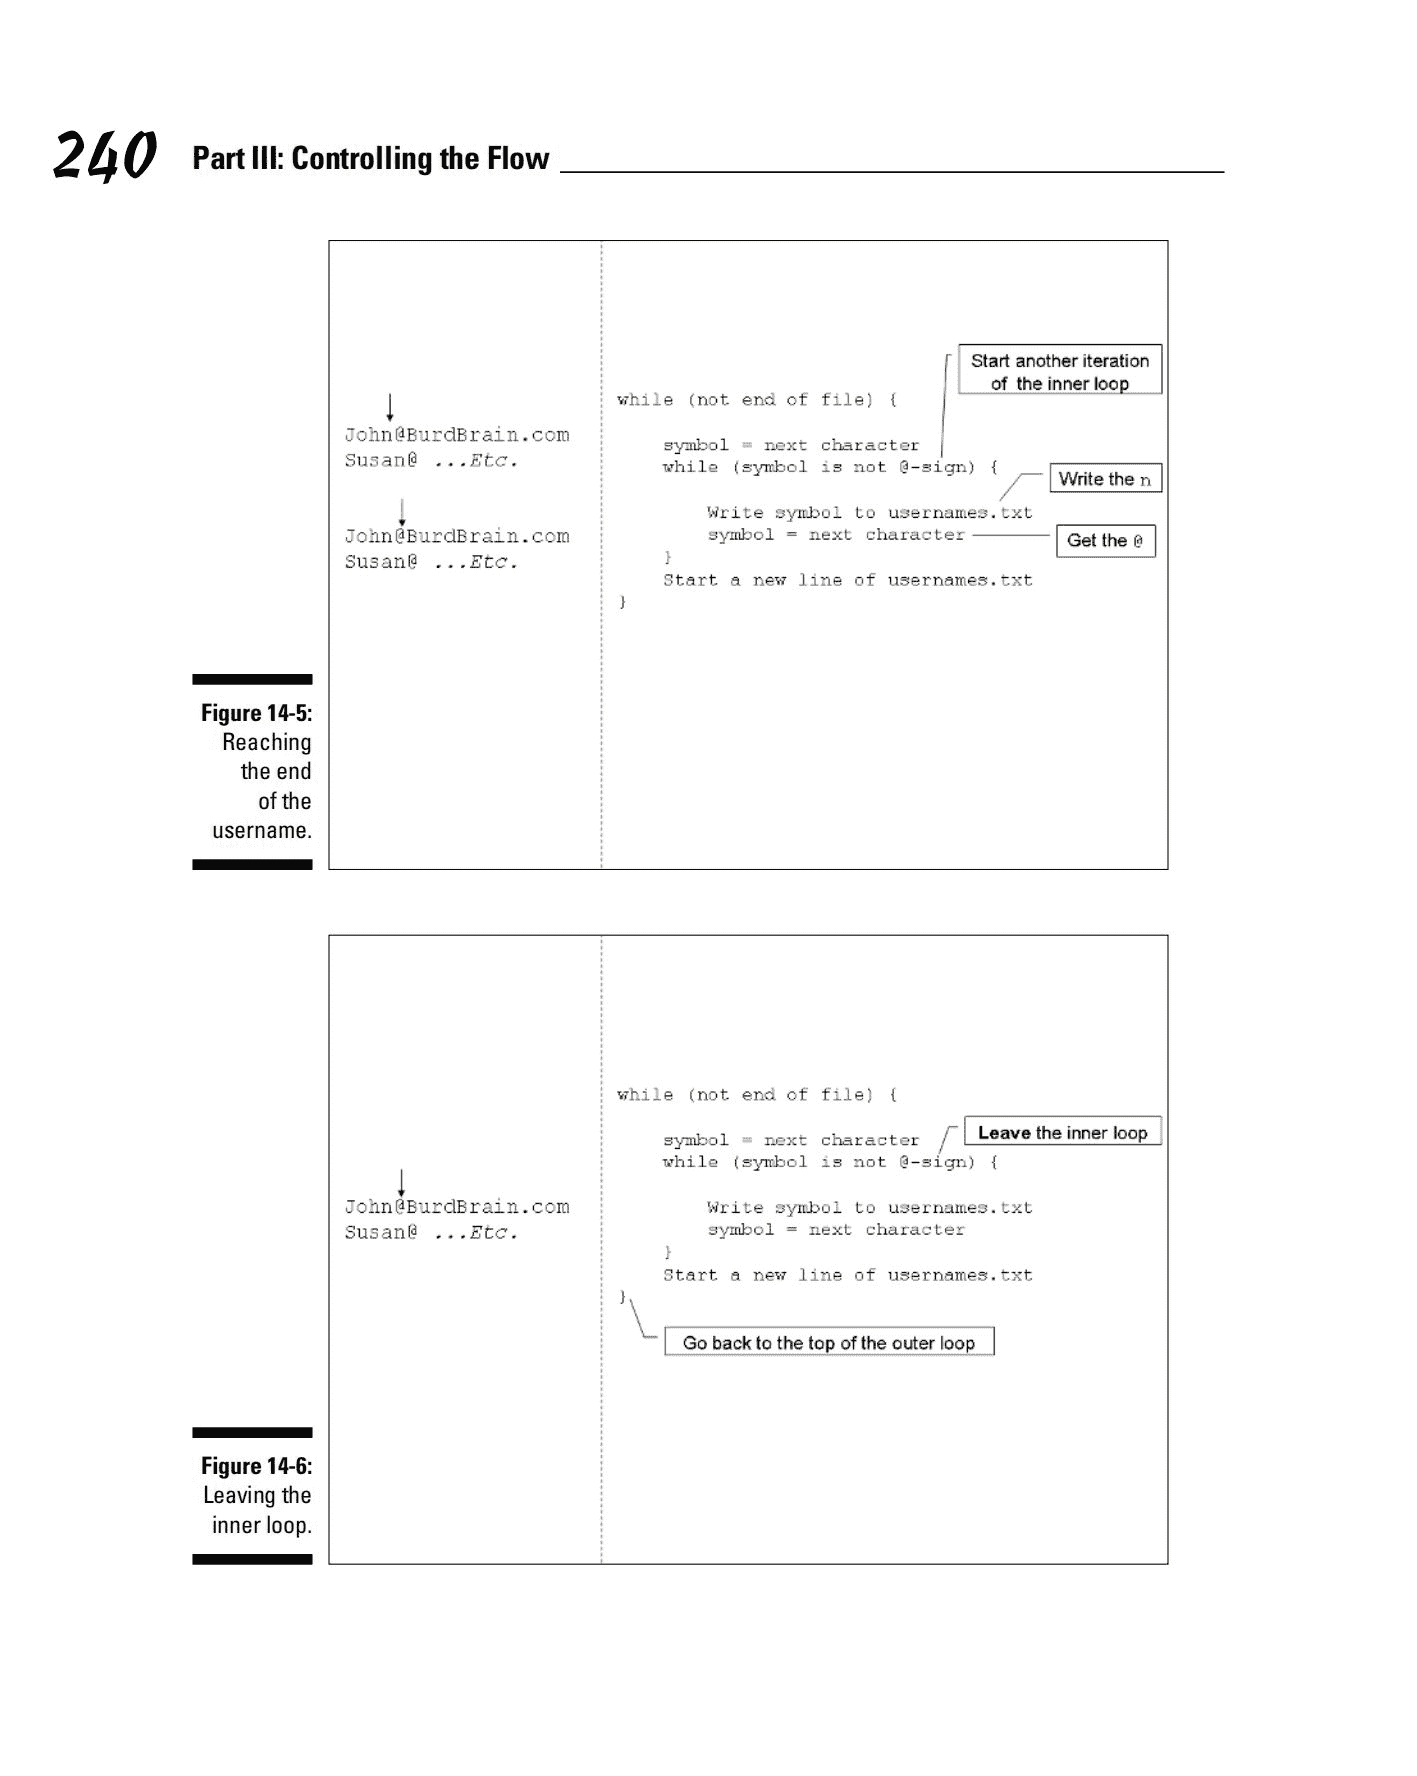 240 Part III: Controlling the Flow
John@BurdBrain.com
Susan@ ...Etc.
John@BurdBrain.com
Susan@ ...Etc.
while (not end of file) {
symbol = next character
while (symbol is not @-sign) {
Write symbol to usernames.txt
symbol = next character
}
Start a new line of usernames.txt
}
Start another iteration
of the inner loop
Write the n
Get the @
Figure 14-5:
Reaching
the end
of the
username.
John@BurdBrain.com
Susan@ ...Etc.
while (not end of file) {
symbol = next character
while (symbol is not @-sign) {
Write symbol to usernames.txt
symbol = next character
}
Start a new line of usernames.txt
}
Leave the inner loop
Go back to the top of the outer loop
Figure 14-6:
Leaving the
inner loop.